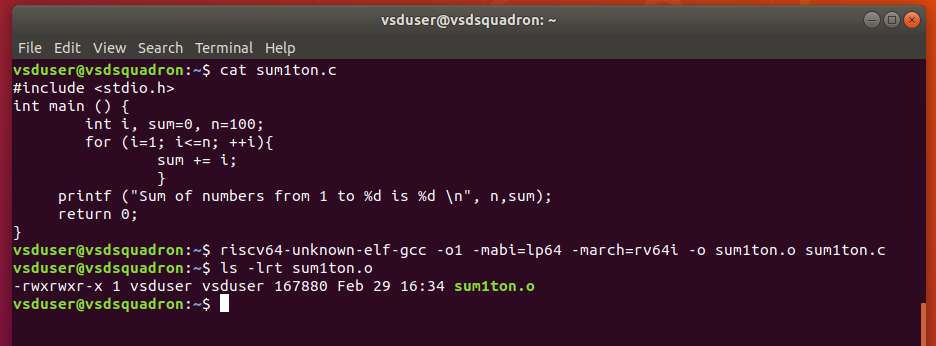 vsduser@vsdsquadron: ~
File Edit View Search Terminal Help
vsduser@vsdsquadron:~$ cat sum1ton.c
#include <stdio.h>
int main () {
        int i, sum=0, n=100;
        for (i=1; i<=n; ++i){
                sum += i;
                }
     printf ("Sum of numbers from 1 to %d is %d \n", n,sum);
     return 0;
}
vsduser@vsdsquadron:~$ riscv64-unknown-elf-gcc -o1 -mabi=lp64 -march=rv64i -o sum1ton.o sum1ton.c
vsduser@vsdsquadron:~$ ls -lrt sum1ton.o
-rwxrwxr-x 1 vsduser vsduser 167880 Feb 29 16:34 sum1ton.o
vsduser@vsdsquadron:~$